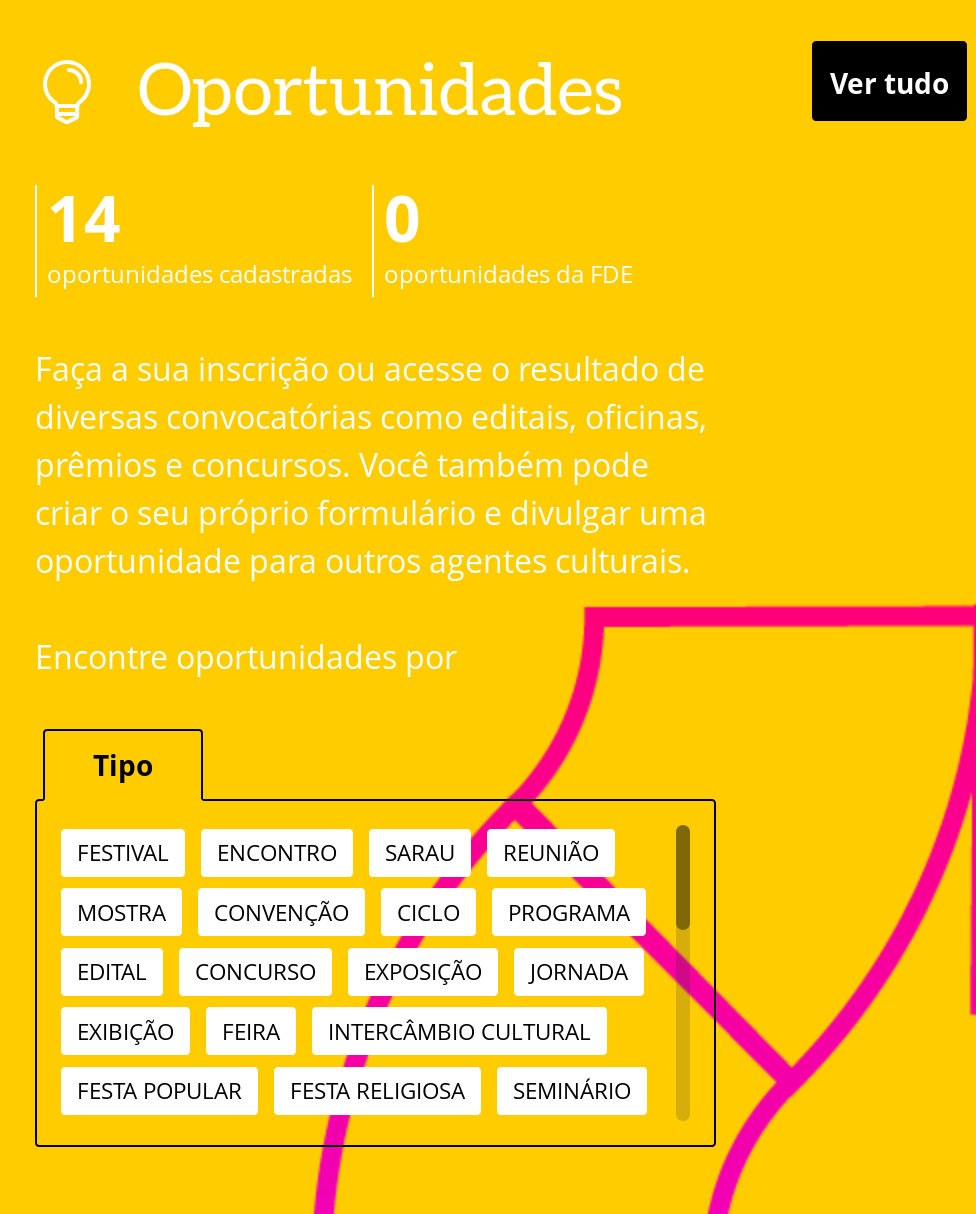 Oportunidades
Ver tudo
14
oportunidades cadastradas
0
oportunidades da FDE
Faça a sua inscrição ou acesse o resultado de
diversas convocatórias como editais, oficinas,
prêmios e concursos. Você também pode
criar o seu próprio formulário e divulgar uma
oportunidade para outros agentes culturais.
Encontre oportunidades por
Tipo
FESTIVAL ENCONTRO SARAU REUNIÃO
MOSTRA CONVENÇÃO CICLO PROGRAMA
EDITAL CONCURSO EXPOSIÇÃO JORNADA
EXIBIÇÃO FEIRA INTERCÂMBIO CULTURAL
FESTA POPULAR FESTA RELIGIOSA SEMINÁRIO